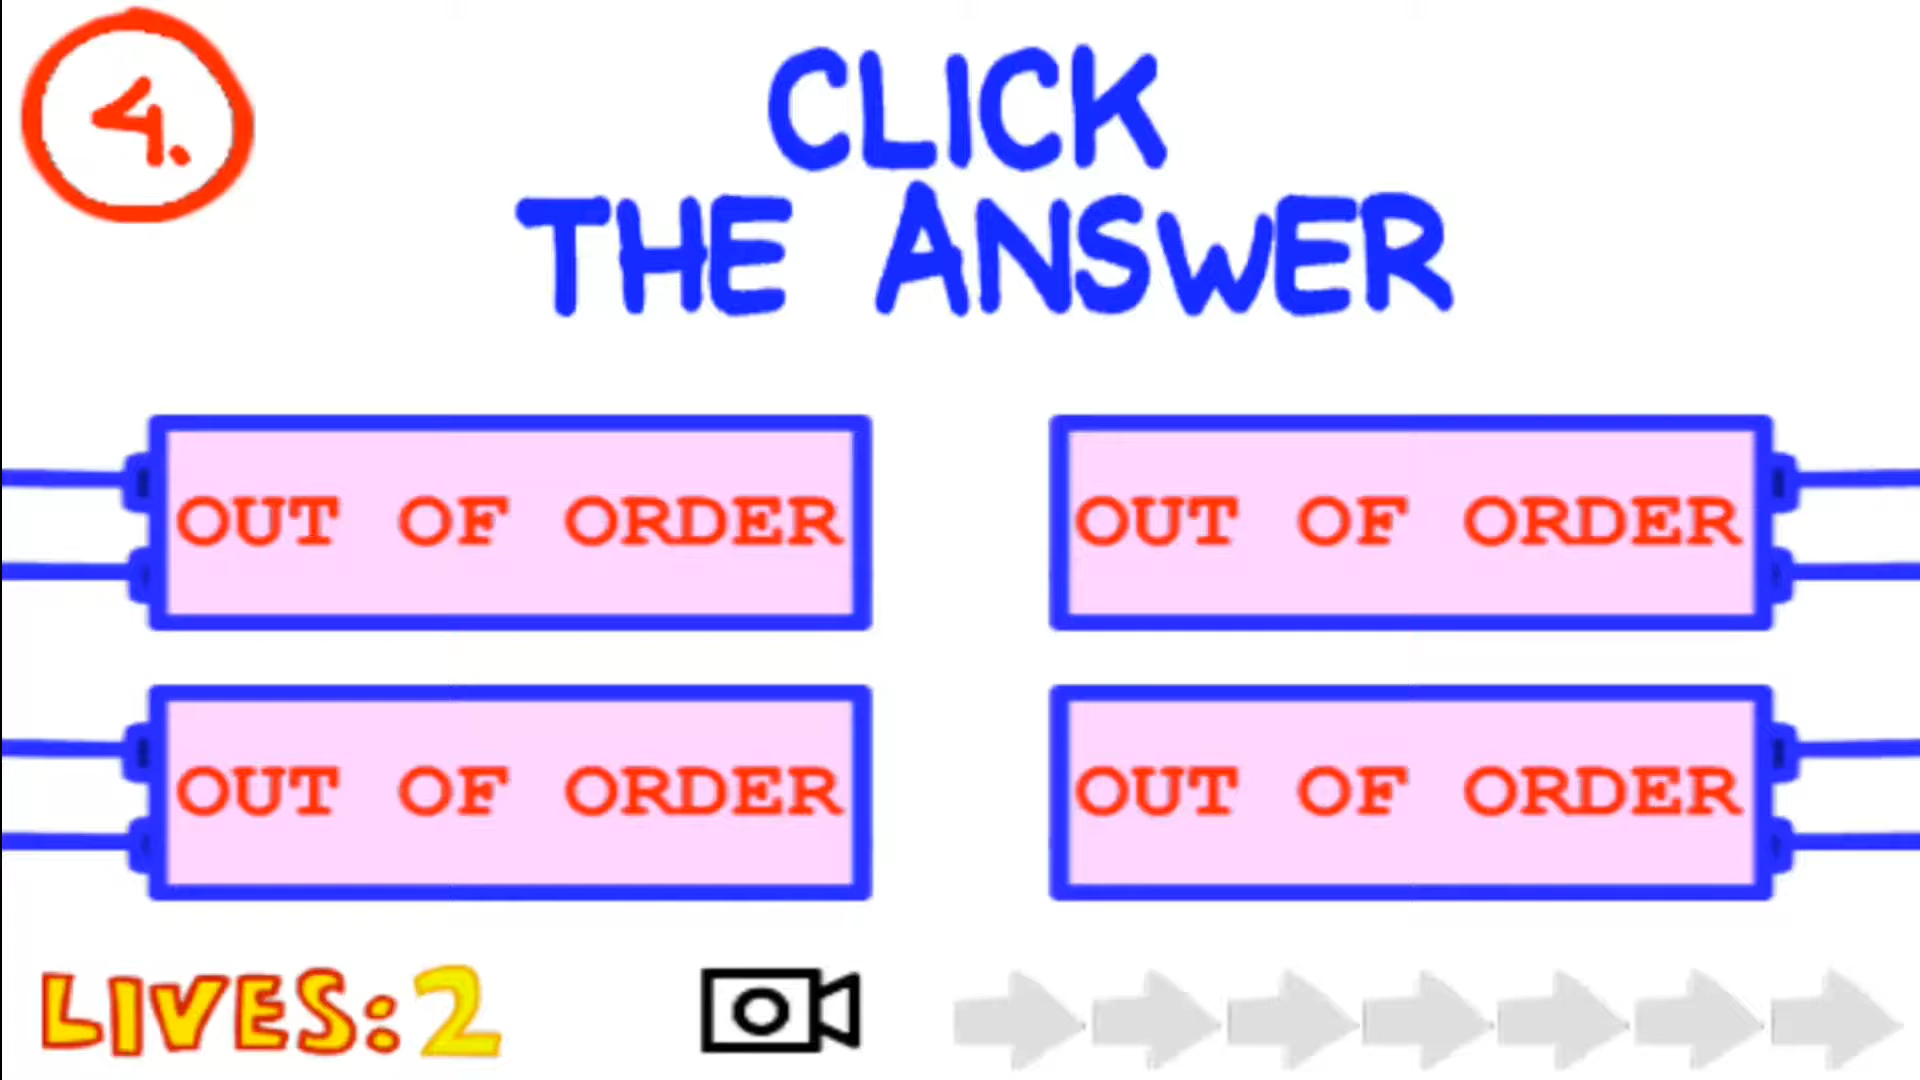 4.
CLICK
THE ANSWER
OUT OF ORDER
OUT OF ORDER
OUT OF ORDER
OUT OF ORDER
LIVES: 2